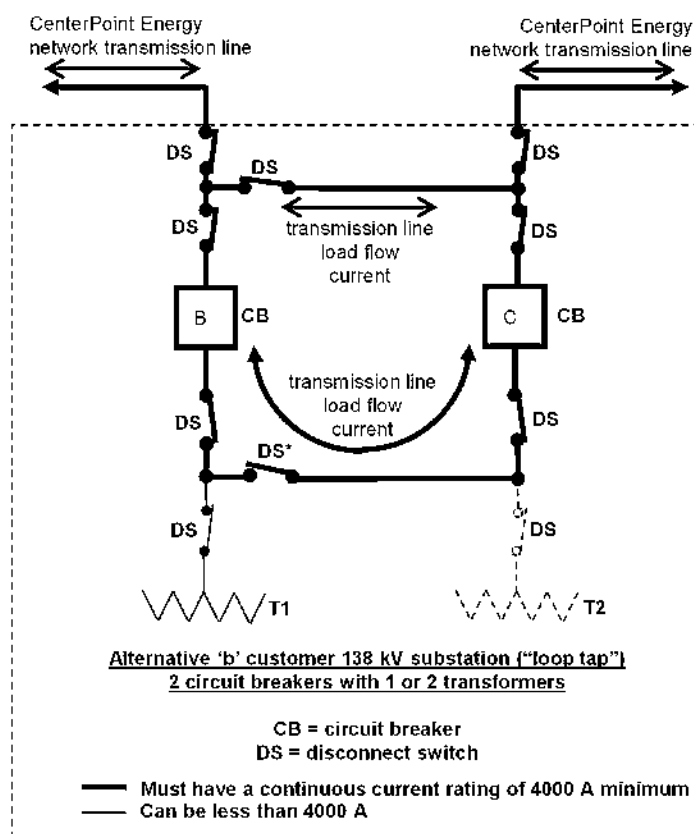 CenterPoint Energy
network transmission line
CenterPoint Energy
network transmission line
DS
DS
DS
DS
DS
transmission line
load flow
current
B
CB
C
CB
transmission line
load flow
current
DS
DS
DS*
DS
DS
T1
T2
Alternative 'b' customer 138 kV substation ("loop tap")
2 circuit breakers with 1 or 2 transformers
CB = circuit breaker
DS = disconnect switch
Must have a continuous current rating of 4000 A minimum
Can be less than 4000 A